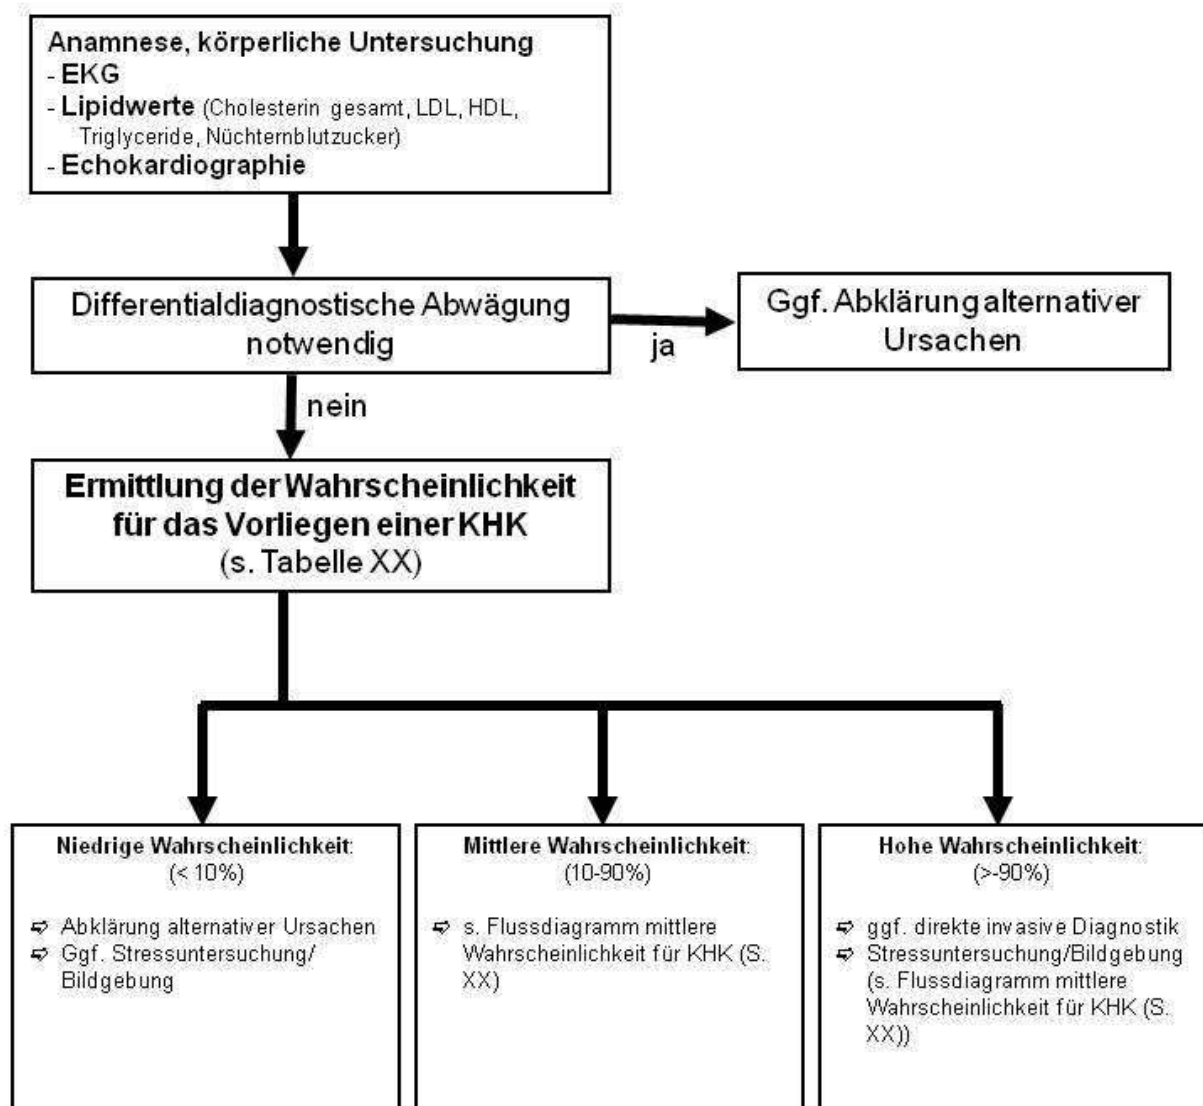 Anamnese, körperliche Untersuchung
- EKG
- Lipidwerte (Cholesterin gesamt, LDL, HDL,
Triglyceride, Nüchternblutzucker)
- Echokardiographie
Differentialdiagnostische Abwägung
notwendig
ja
Ggf. Abklärung alternativer
Ursachen
nein
Ermittlung der Wahrscheinlichkeit
für das Vorliegen einer KHK
(s. Tabelle XX)
Niedrige Wahrscheinlichkeit:
(< 10%)
⇨ Abklärung alternativer Ursachen
⇨ Ggf. Stressuntersuchung/
Bildgebung
Mittlere Wahrscheinlichkeit:
(10-90%)
⇨ s. Flussdiagramm mittlere
Wahrscheinlichkeit für KHK (S.
XX)
Hohe Wahrscheinlichkeit:
(>-90%)
⇨ ggf. direkte invasive Diagnostik
⇨ Stressuntersuchung/Bildgebung
(s. Flussdiagramm mittlere
Wahrscheinlichkeit für KHK (S.
XX))